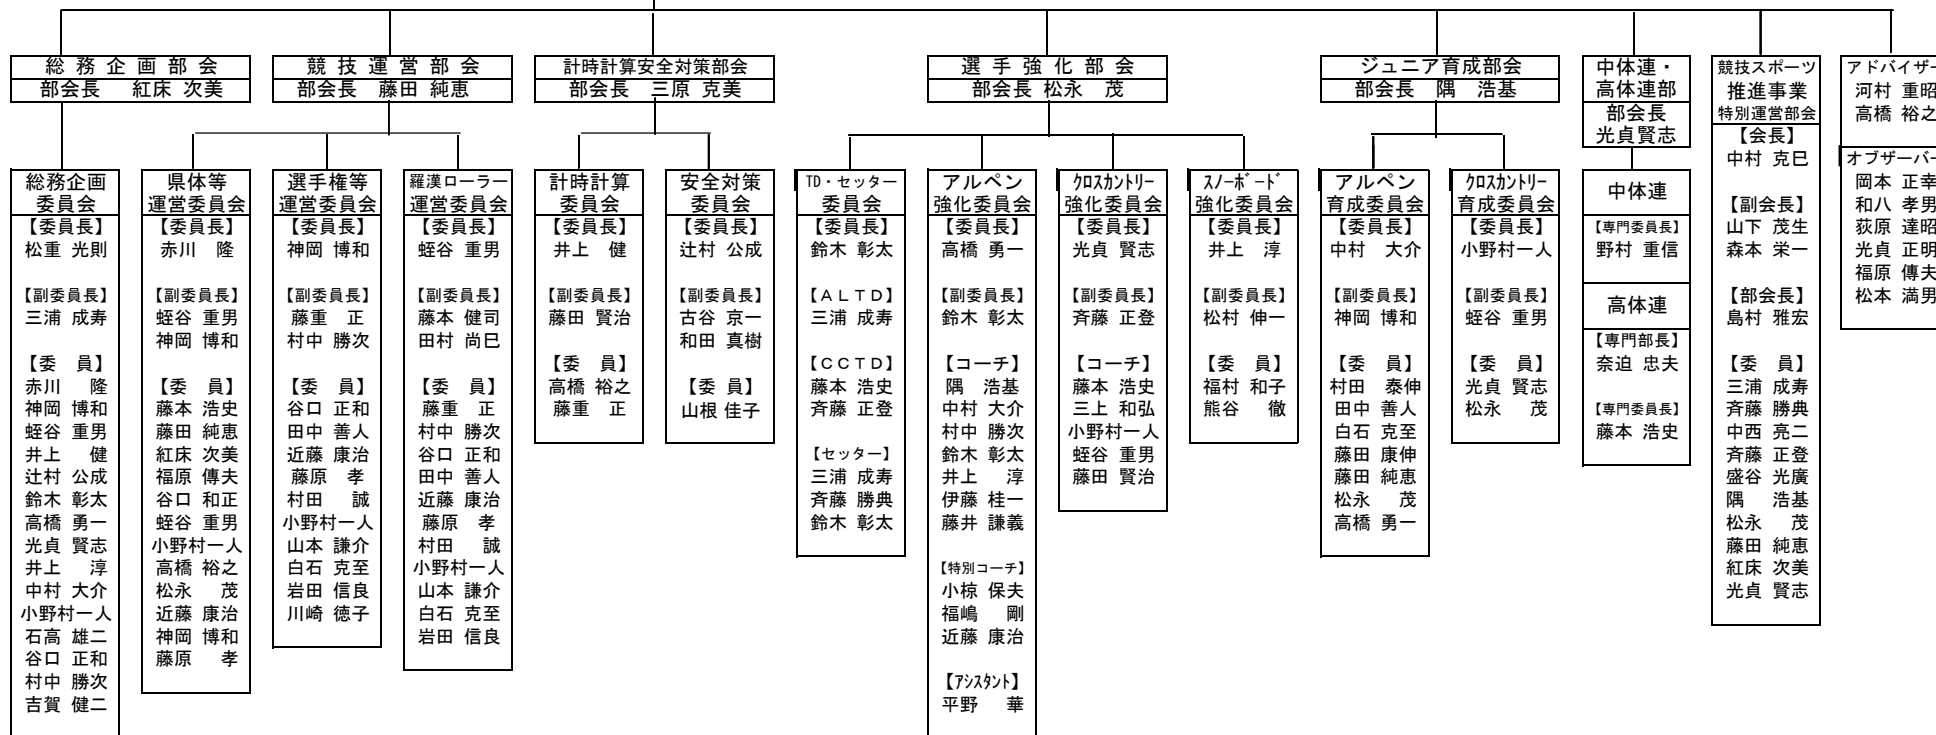 総務企画部会
部会長 紅床 次美
競技運営部会
部会長 藤田 純恵
計時計算安全対策部会
部会長 三原 克美
選手強化部会
部会長 松永 茂
ジュニア育成部会
部会長 隅 浩基
中体連・
高体連部
部会長
光貞賢志
競技スポーツ
推進事業
特別運営部会
【会長】
中村 克巳
【副会長】
山下 茂生
森本 栄一
【部会長】
島村 雅宏
【委 員】
三浦 成寿
斉藤 勝典
中西 亮二
斉藤 正登
盛谷 光廣
隅 浩基
松永 茂
藤田 純恵
紅床 次美
光貞 賢志
アドバイザー
河村 重昭
高橋 裕之
オブザーバー
岡本 正幸
和八 孝男
荻原 達昭
光貞 正明
福原 傳夫
松本 満男
総務企画
委員会
【委員長】
松重 光則
【副委員長】
三浦 成寿
【委 員】
赤川 隆
神岡 博和
蛭谷 重男
井上 健
辻村 公成
鈴木 彰太
高橋 勇一
光貞 賢志
井上 淳
中村 大介
小野村一人
石高 雄二
谷口 正和
村中 勝次
吉賀 健二
県体等
運営委員会
【委員長】
赤川 隆
【副委員長】
蛭谷 重男
神岡 博和
【委 員】
藤本 浩史
藤田 純恵
紅床 次美
福原 傳夫
谷口 和正
蛭谷 重男
小野村一人
高橋 裕之
松永 茂
近藤 康治
神岡 博和
藤原 孝
選手権等
運営委員会
【委員長】
神岡 博和
【副委員長】
藤重 正
村中 勝次
【委 員】
谷口 正和
田中 善人
近藤 康治
藤原 孝
村田 誠
小野村一人
山本 謙介
白石 克至
岩田 信良
川崎 徳子
羅漢ローラー
運営委員会
【委員長】
蛭谷 重男
【副委員長】
藤本 健司
田村 尚巳
【委 員】
藤重 正
村中 勝次
谷口 正和
田中 善人
近藤 康治
藤原 孝
村田 誠
小野村一人
山本 謙介
白石 克至
岩田 信良
計時計算
委員会
【委員長】
井上 健
【副委員長】
藤田 賢治
【委 員】
高橋 裕之
藤重 正
安全対策
委員会
【委員長】
辻村 公成
【副委員長】
古谷 京一
和田 真樹
【委 員】
山根 佳子
TD・セッター
委員会
【委員長】
鈴木 彰太
【ALTD】
三浦 成寿
【CCTD】
藤本 浩史
斉藤 正登
【セッター】
三浦 成寿
斉藤 勝典
鈴木 彰太
アルペン
強化委員会
【委員長】
高橋 勇一
【副委員長】
鈴木 彰太
【コーチ】
隅 浩基
中村 大介
村中 勝次
鈴木 彰太
井上 淳
伊藤 桂一
藤井 謙義
【特別コーチ】
小椋 保夫
福嶋 剛
近藤 康治
【アシスタント】
平野 華
クロスカントリー
強化委員会
【委員長】
光貞 賢志
【副委員長】
斉藤 正登
【コーチ】
藤本 浩史
三上 和弘
小野村一人
蛭谷 重男
藤田 賢治
スノーボード
強化委員会
【委員長】
井上 淳
【副委員長】
松村 伸一
【委 員】
福村 和子
熊谷 徹
アルペン
育成委員会
【委員長】
中村 大介
【副委員長】
神岡 博和
【委 員】
村田 泰伸
田中 善人
白石 克至
藤田 康伸
藤田 純恵
松永 茂
高橋 勇一
クロスカントリー
育成委員会
【委員長】
小野村一人
【副委員長】
蛭谷 重男
【委 員】
光貞 賢志
松永 茂
中体連
【専門委員長】
野村 重信
高体連
【専門部長】
奈迫 忠夫
【専門委員長】
藤本 浩史